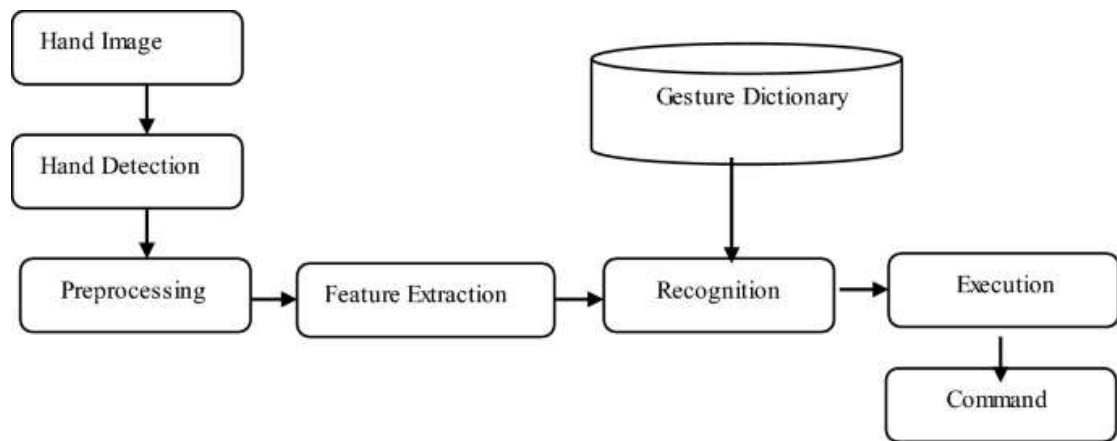 Hand Image
Gesture Dictionary
Hand Detection
Preprocessing
Feature Extraction
Recognition
Execution
Command